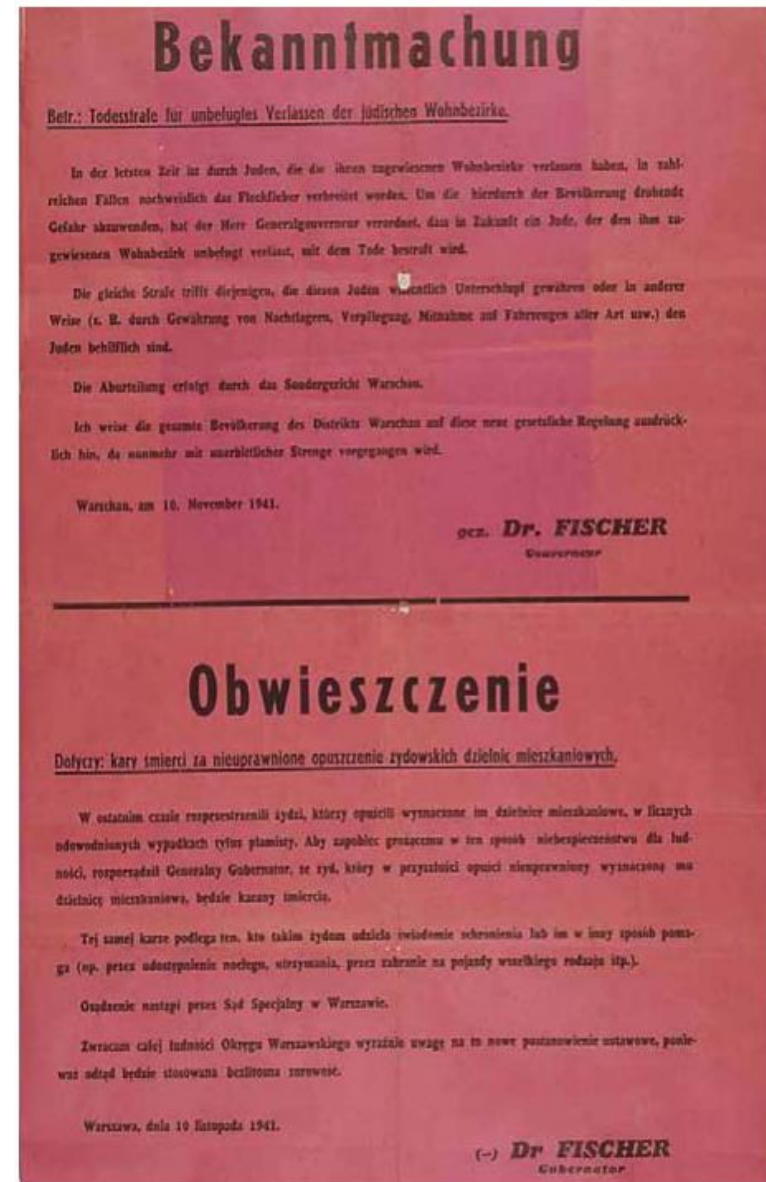 Bekanntmachung
Betr.: Todesstrafe für unbefugtes Verlassen der jüdischen Wohnbezirke.
In der letzten Zeit ist durch Juden, die die ihnen zugewiesenen Wohnbezirke verlassen haben, in zahl-
reichen Fällen nachweislich das Fleckfieber verbreitet worden. Um die hierdurch der Bevölkerung drohende
Gefahr abzuwenden, hat der Herr Generalgouverneur verordnet, dass in Zukunft ein Jude, der den ihm zu-
gewiesenen Wohnbezirk unbefugt verlässt, mit dem Tode bestraft wird.
Die gleiche Strafe trifft diejenigen, die diesen Juden wissentlich Unterschlupf gewähren oder in anderer
Weise (z. B. durch Gewährung von Nachtlagern, Verpflegung, Mitnahme auf Fahrzeugen aller Art usw.) den
Juden behilflich sind.
Die Aburteilung erfolgt durch das Sondergericht Warschau.
Ich weise die gesamte Bevölkerung des Distrikts Warschau auf diese neue gesetzliche Regelung ausdrück-
lich hin, da nunmehr mit unerbittlicher Strenge vorgegangen wird.
Warschau, am 10. November 1941.
gez. Dr. FISCHER
Gouverneur
Obwieszczenie
Dotyczy: kary śmierci za nieuprawnione opuszczenie żydowskich dzielnic mieszkaniowych.
W ostatnim czasie rozprzestrzenili żydzi, którzy opuścili wyznaczone im dzielnice mieszkaniowe, w licznych
udowodnionych wypadkach tyfus plamisty. Aby zapobiec grożącemu w ten sposób niebezpieczeństwu dla lud-
ności, rozporządził Generalny Gubernator, że żyd, który w przyszłości opuści nieuprawniony wyznaczoną mu
dzielnicę mieszkaniową, będzie karany śmiercią.
Tej samej karze podlega ten, kto takim żydom udziela świadomie schronienia lub im w inny sposób poma-
ga (np. przez udostępnienie noclegu, utrzymania, przez zabranie na pojazdy wszelkiego rodzaju itp.).
Osądzenie nastąpi przez Sąd Specjalny w Warszawie.
Zwracam całej ludności Okręgu Warszawskiego wyraźnie uwagę na to nowe postanowienie ustawowe, ponie-
waż odtąd będzie stosowana bezlitosna surowość.
Warszawa, dnia 10 listopada 1941.
(—) Dr FISCHER
Gubernator